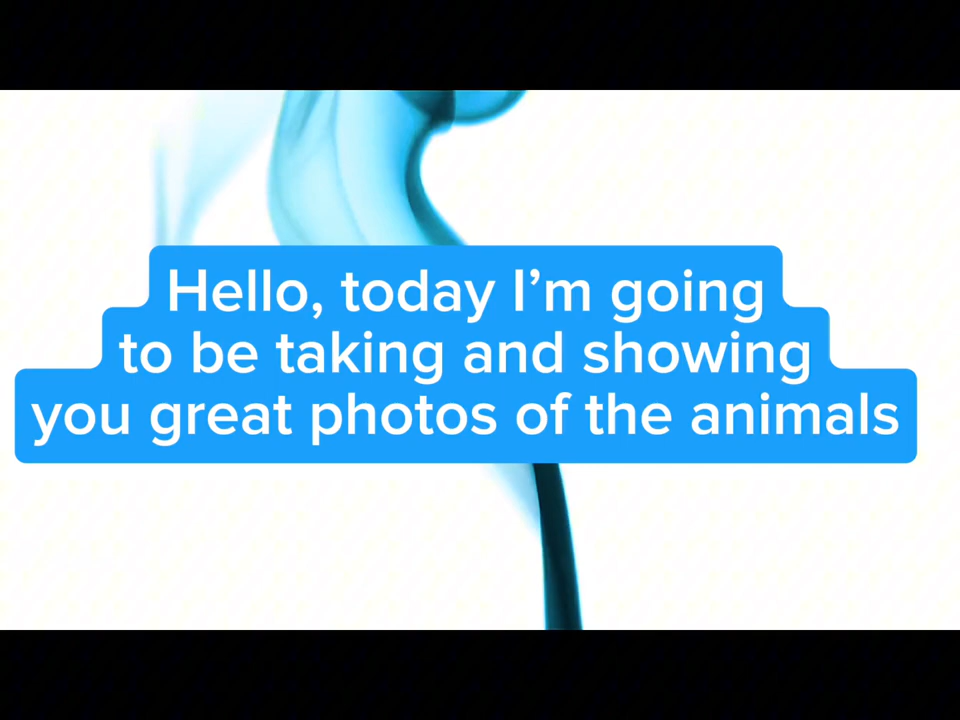 Hello, today I’m going
to be taking and showing
you great photos of the animals